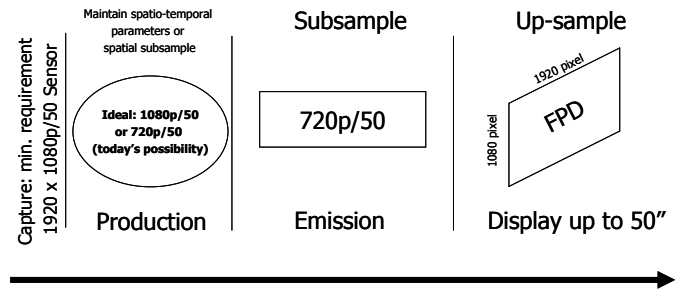 Capture: min. requirement
1920 x 1080p/50 Sensor
Maintain spatio-temporal
parameters or
spatial subsample
Ideal: 1080p/50
or 720p/50
(today's possibility)
Production
Subsample
720p/50
Emission
Up-sample
1920 pixel
1080 pixel
FPD
Display up to 50”